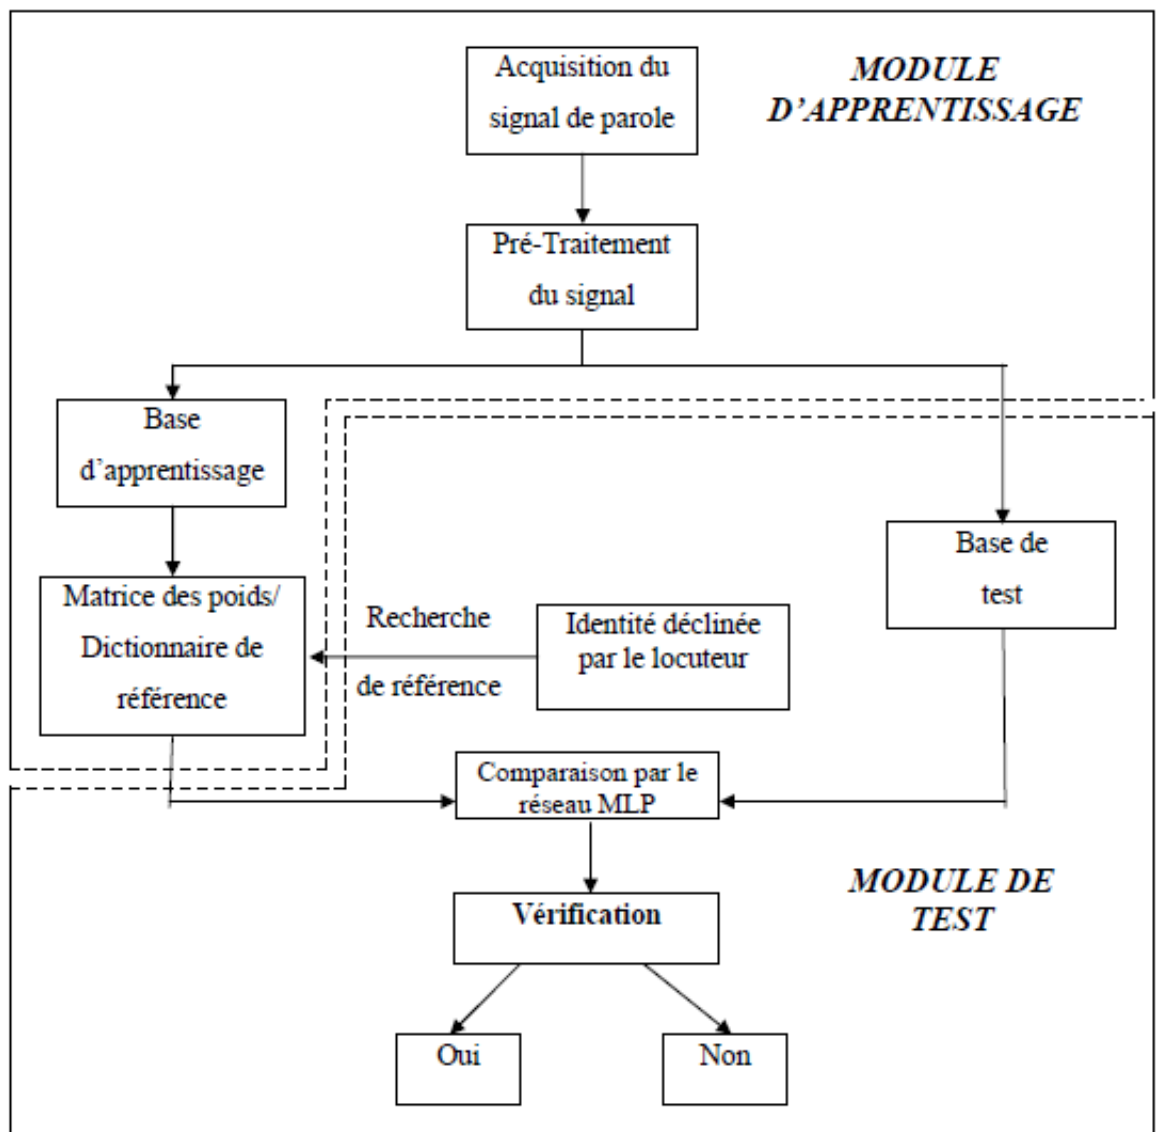 Acquisition du
signal de parole
MODULE
D'APPRENTISSAGE
Pré-Traitement
du signal
Base
d'apprentissage
Base de
test
Matrice des poids/
Dictionnaire de
référence
Recherche
de référence
Identité déclinée
par le locuteur
Comparaison par le
réseau MLP
MODULE DE
TEST
Vérification
Oui
Non